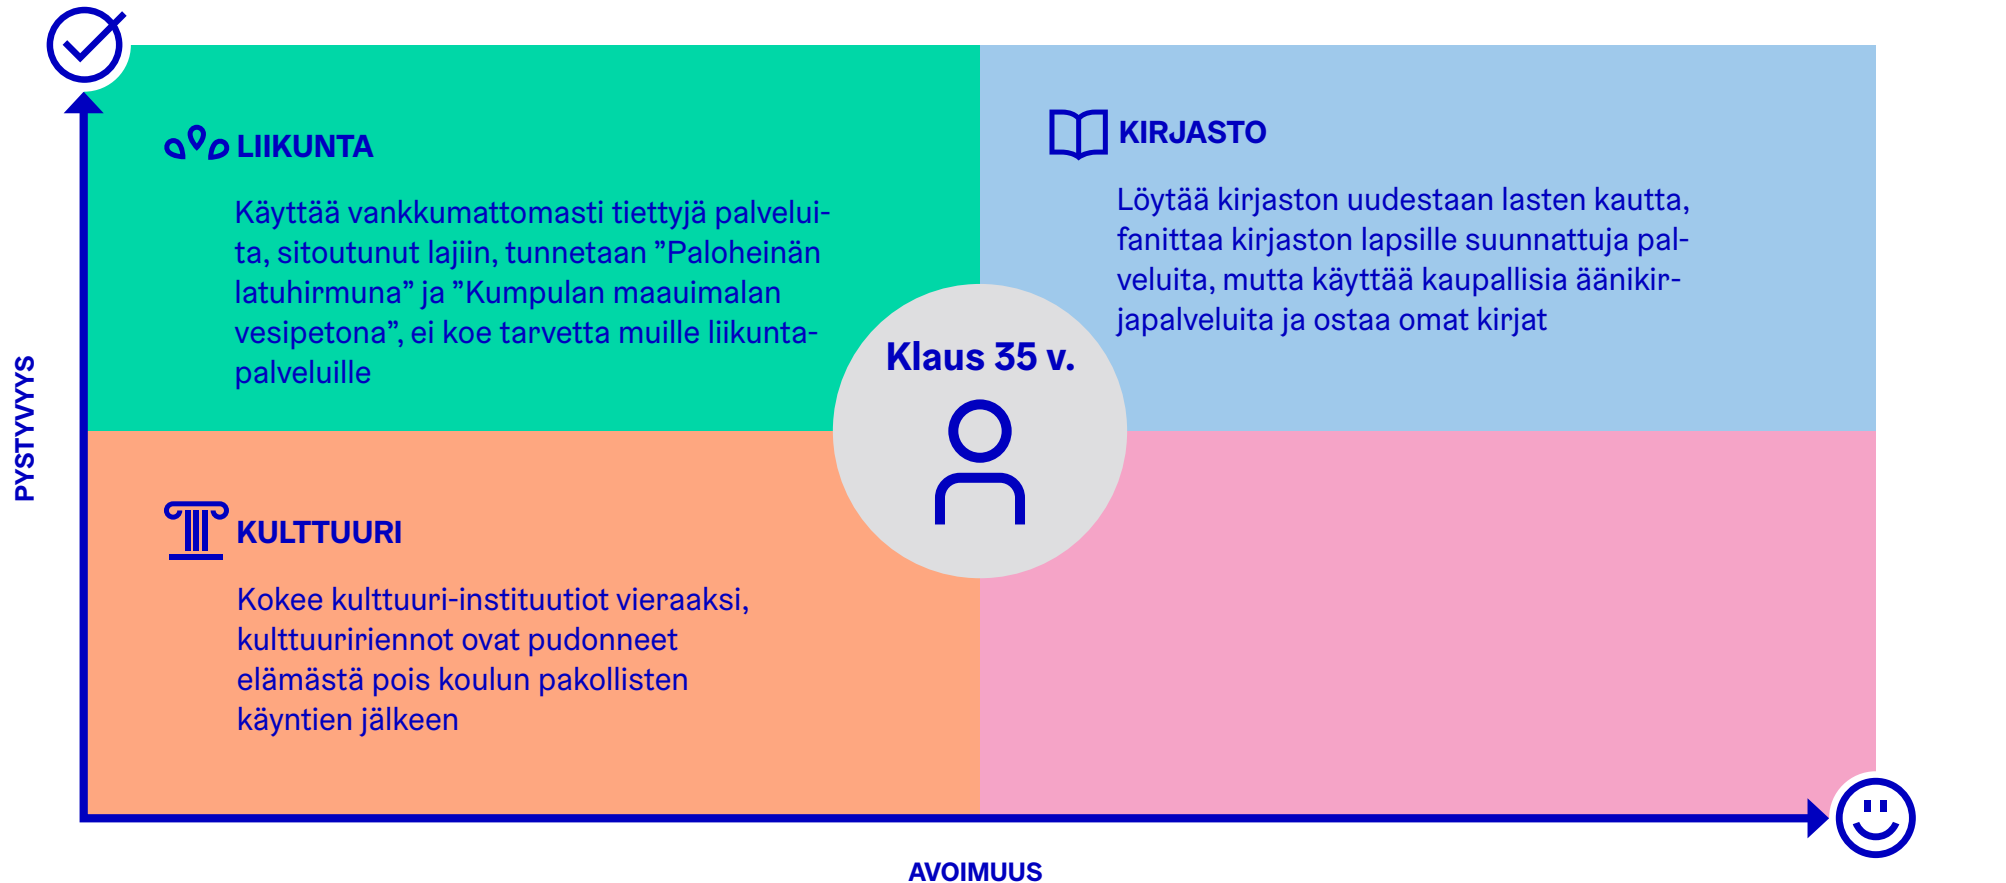 LIIKUNTA
Käyttää vankkumattomasti tiettyjä palvelui-
ta, sitoutunut lajiin, tunnetaan ”Paloheinän
latuhirmuna” ja ”Kumpulan maauimalan
vesipetona”, ei koe tarvetta muille liikunta-
palveluille
KIRJASTO
Löytää kirjaston uudestaan lasten kautta,
fanittaa kirjaston lapsille suunnattuja pal-
veluita, mutta käyttää kaupallisia äänikir-
japalveluita ja ostaa omat kirjat
Klaus 35 v.
PYSTYVYYS
KULTTUURI
Kokee kulttuuri-instituutiot vieraaksi,
kulttuuririennot ovat pudonneet
elämästä pois koulun pakollisten
käyntien jälkeen
AVOIMUUS